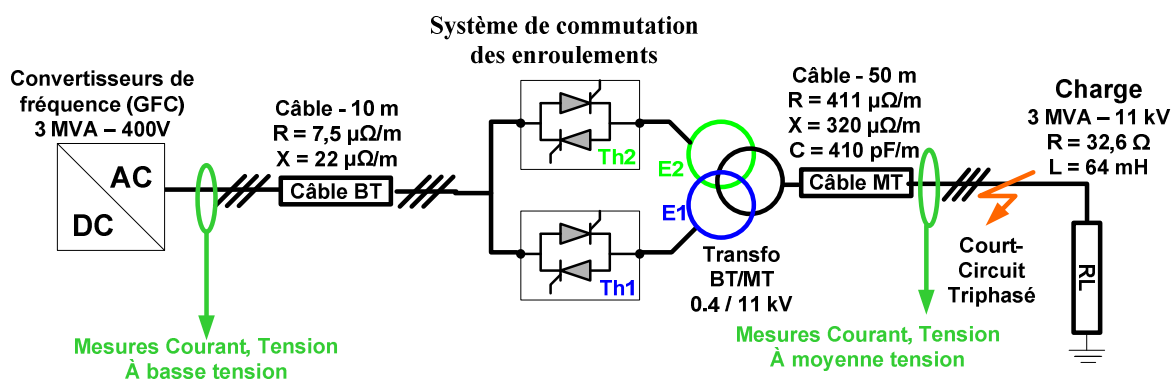 Système de commutation
des enroulements
Convertisseurs de
fréquence (GFC)
3 MVA – 400V
AC
DC
Câble - 10 m
R = 7,5 µΩ/m
X = 22 µΩ/m
Câble BT
Th2
Th1
E2
E1
Transfo
BT/MT
0.4 / 11 kV
Câble - 50 m
R = 411 µΩ/m
X = 320 µΩ/m
C = 410 pF/m
Câble MT
Charge
3 MVA – 11 kV
R = 32,6 Ω
L = 64 mH
Court-
Circuit
Triphasé
RL
Mesures Courant, Tension
À basse tension
Mesures Courant, Tension
À moyenne tension